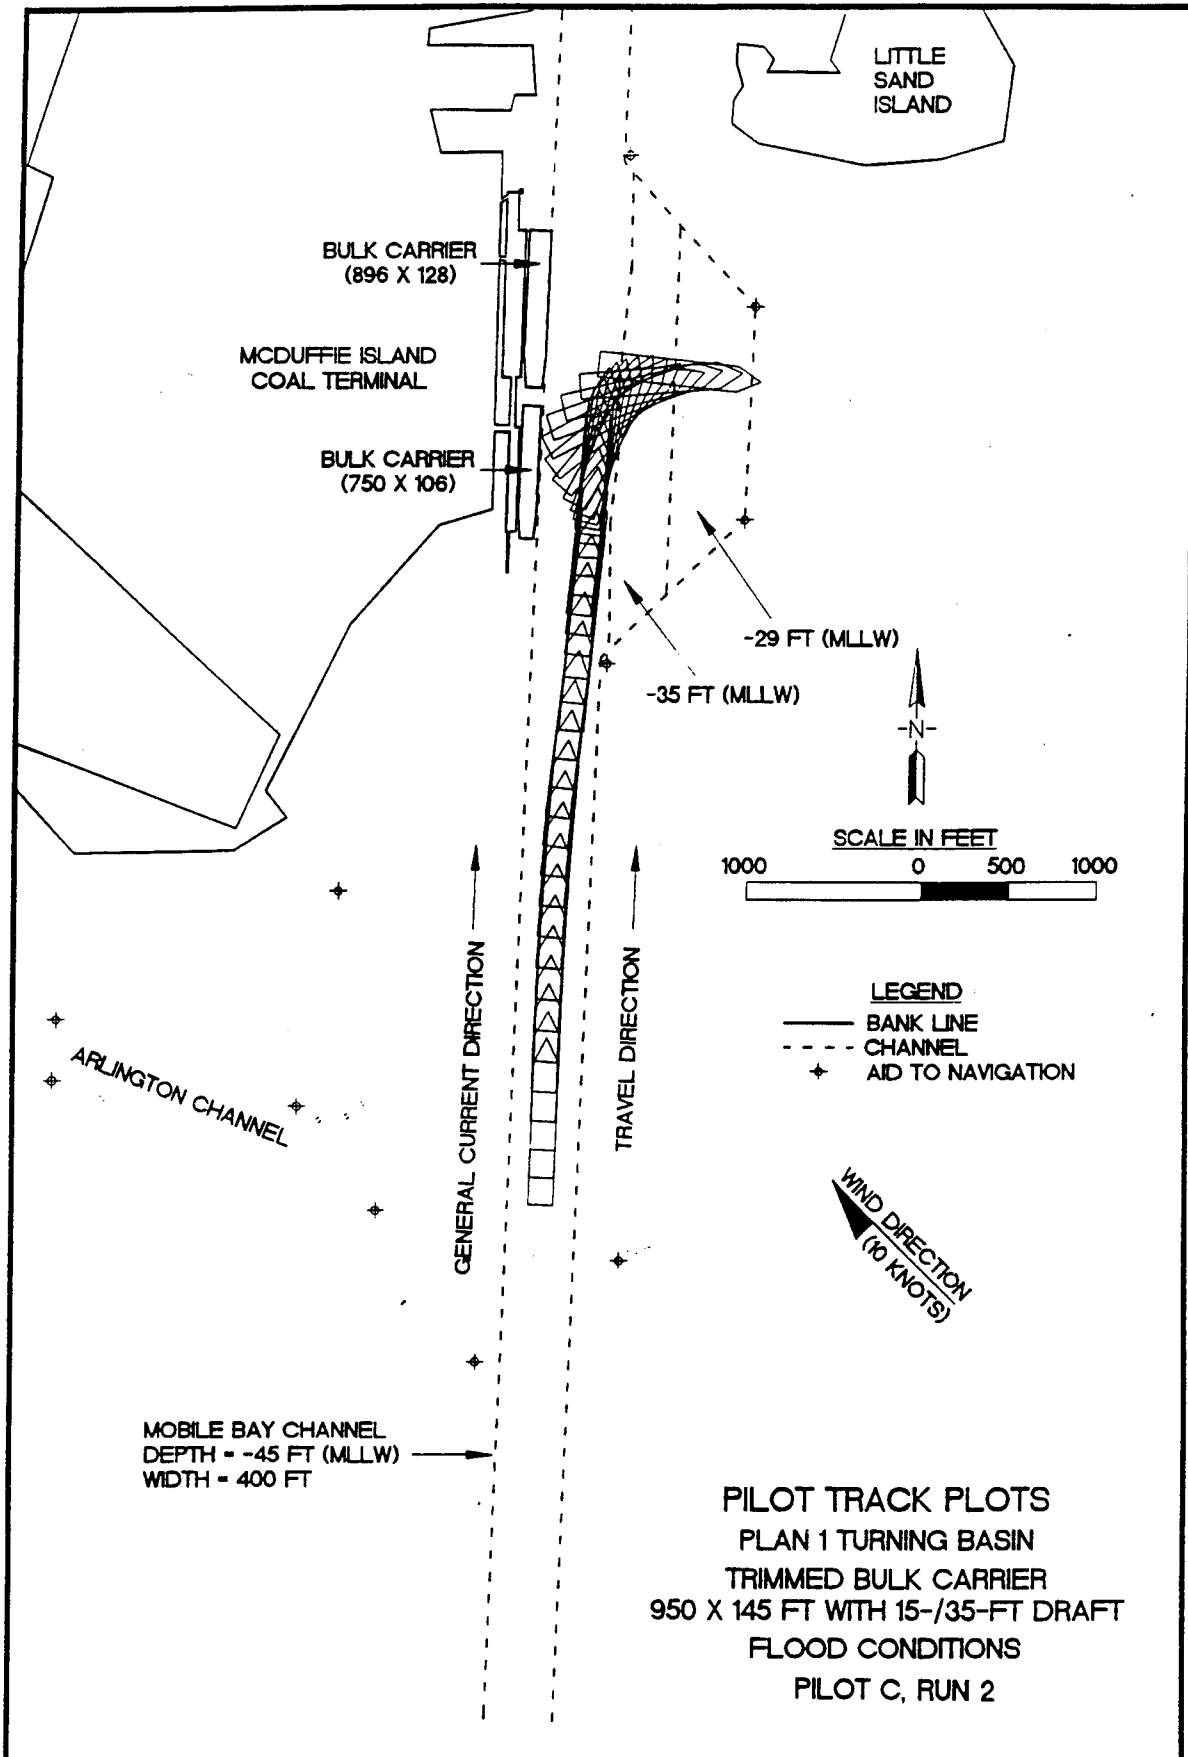 LITTLE
SAND
ISLAND
BULK CARRIER
(896 X 128)
MCDUFFIE ISLAND
COAL TERMINAL
BULK CARRIER
(750 X 106)
-29 FT (MLLW)
-35 FT (MLLW)
-N-
SCALE IN FEET
1000 0 500 1000
GENERAL CURRENT DIRECTION
TRAVEL DIRECTION
LEGEND
BANK LINE
CHANNEL
AID TO NAVIGATION
ARLINGTON CHANNEL
WIND DIRECTION
(10 KNOTS)
MOBILE BAY CHANNEL
DEPTH = -45 FT (MLLW)
WIDTH = 400 FT
PILOT TRACK PLOTS
PLAN 1 TURNING BASIN
TRIMMED BULK CARRIER
950 X 145 FT WITH 15-/35-FT DRAFT
FLOOD CONDITIONS
PILOT C, RUN 2